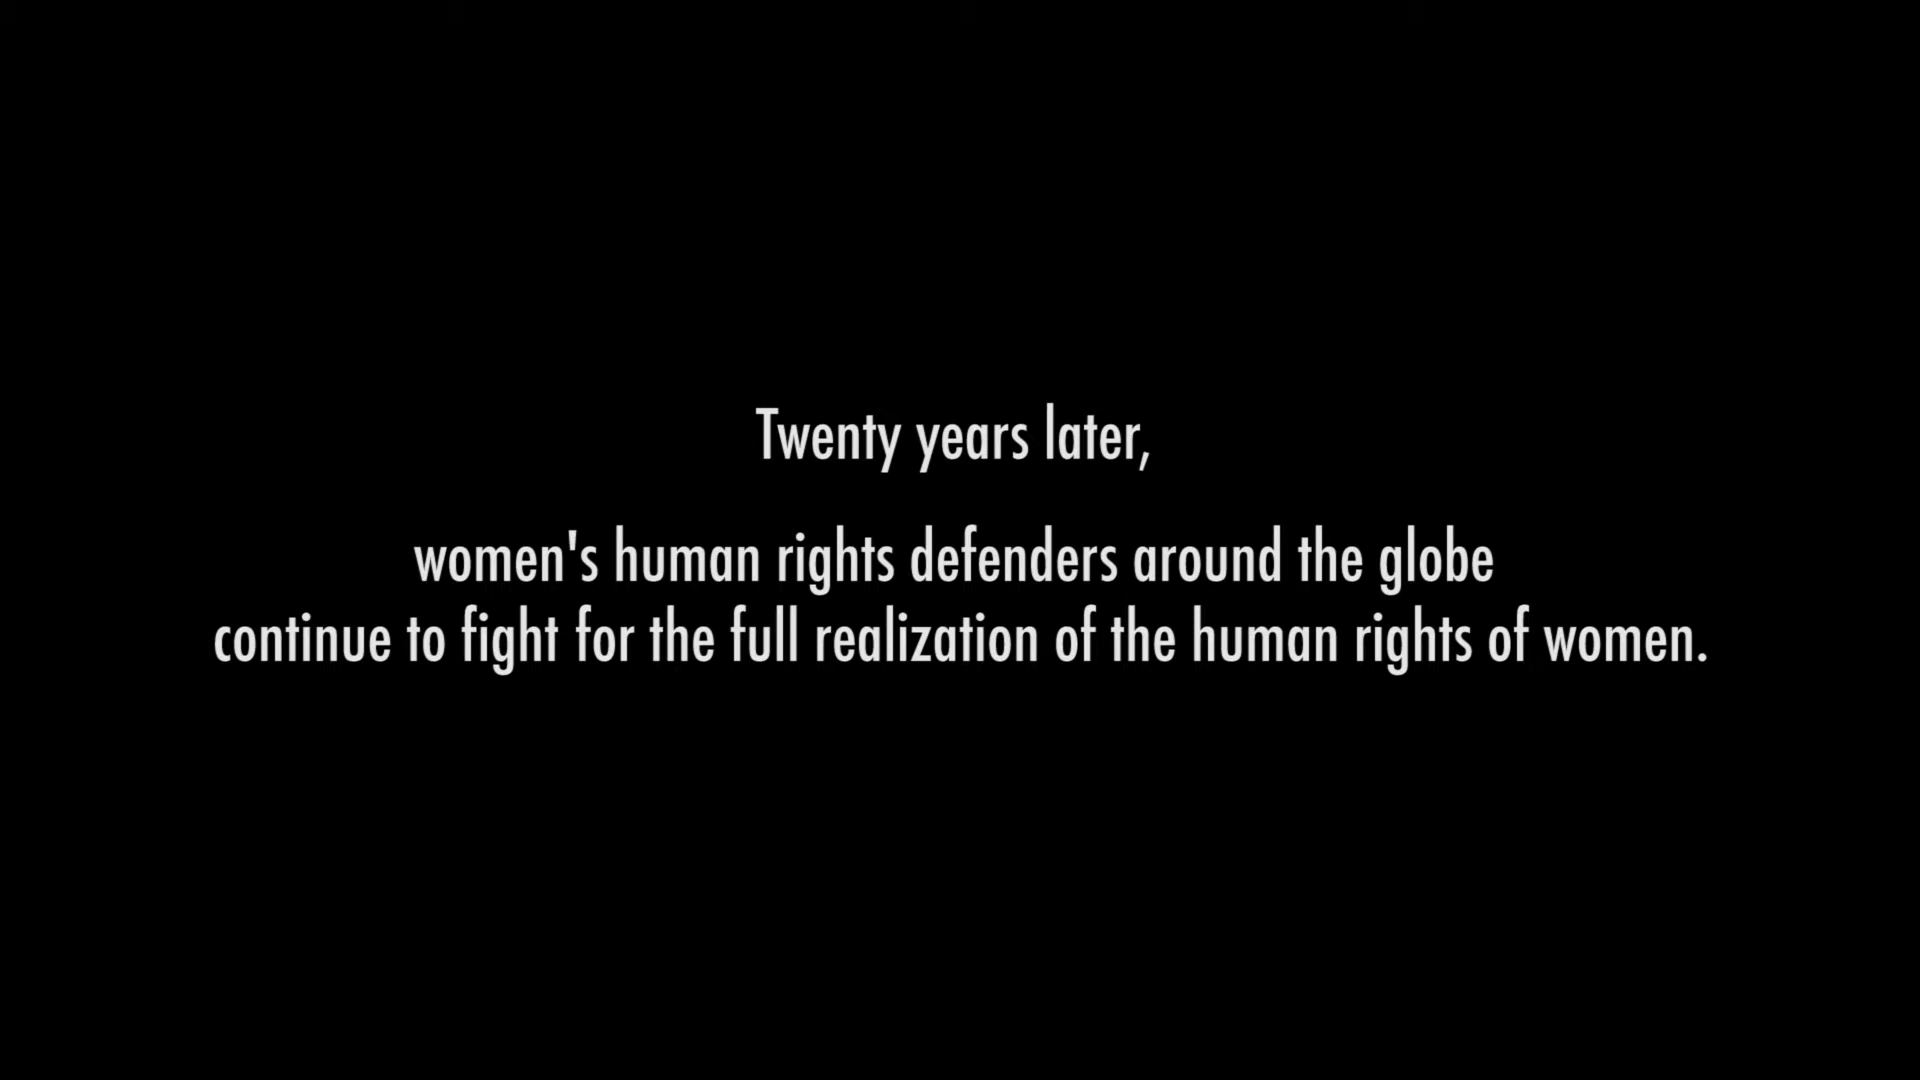 Twenty years later,
women's human rights defenders around the globe
continue to fight for the full realization of the human rights of women.